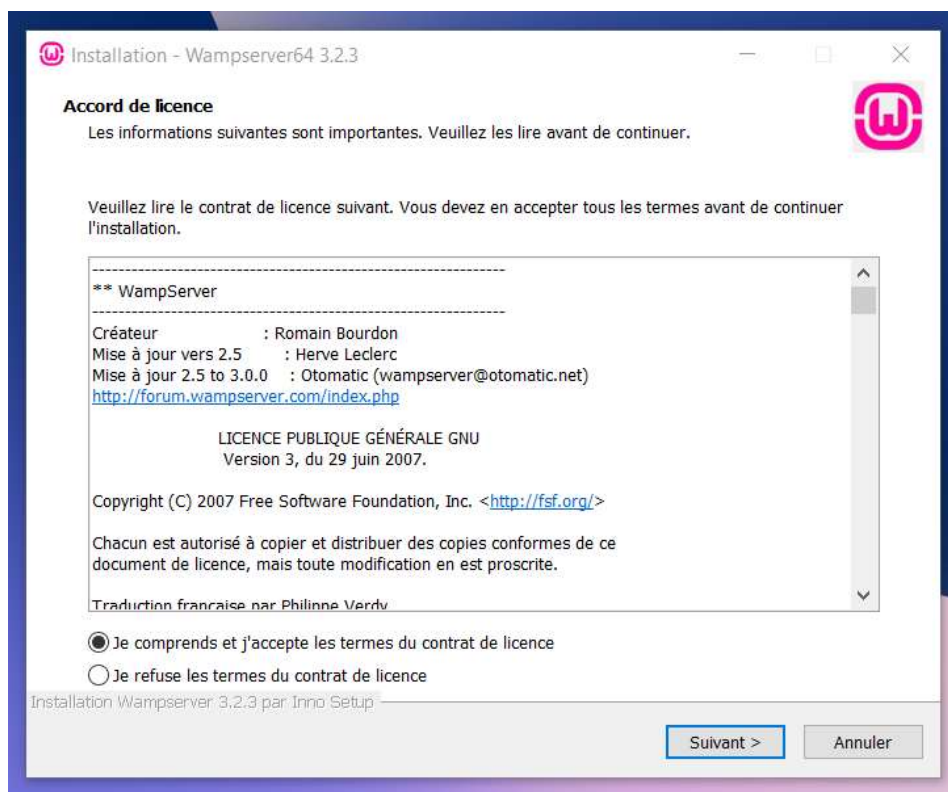 Installation - Wampserver64 3.2.3
Accord de licence
Les informations suivantes sont importantes. Veuillez les lire avant de continuer.
Veuillez lire le contrat de licence suivant. Vous devez en accepter tous les termes avant de continuer
l'installation.
---------------------------------------------------------------
** WampServer
---------------------------------------------------------------
Créateur : Romain Bourdon
Mise à jour vers 2.5 : Herve Leclerc
Mise à jour 2.5 to 3.0.0 : Otomatic (wampserver@otomatic.net)
http://forum.wampserver.com/index.php
LICENCE PUBLIQUE GÉNÉRALE GNU
Version 3, du 29 juin 2007.
Copyright (C) 2007 Free Software Foundation, Inc. <http://fsf.org/>
Chacun est autorisé à copier et distribuer des copies conformes de ce
document de licence, mais toute modification en est proscrite.
Traduction française par Philippe Verdy
Je comprends et j'accepte les termes du contrat de licence
Je refuse les termes du contrat de licence
Installation Wampserver 3.2.3 par Inno Setup
Suivant >
Annuler